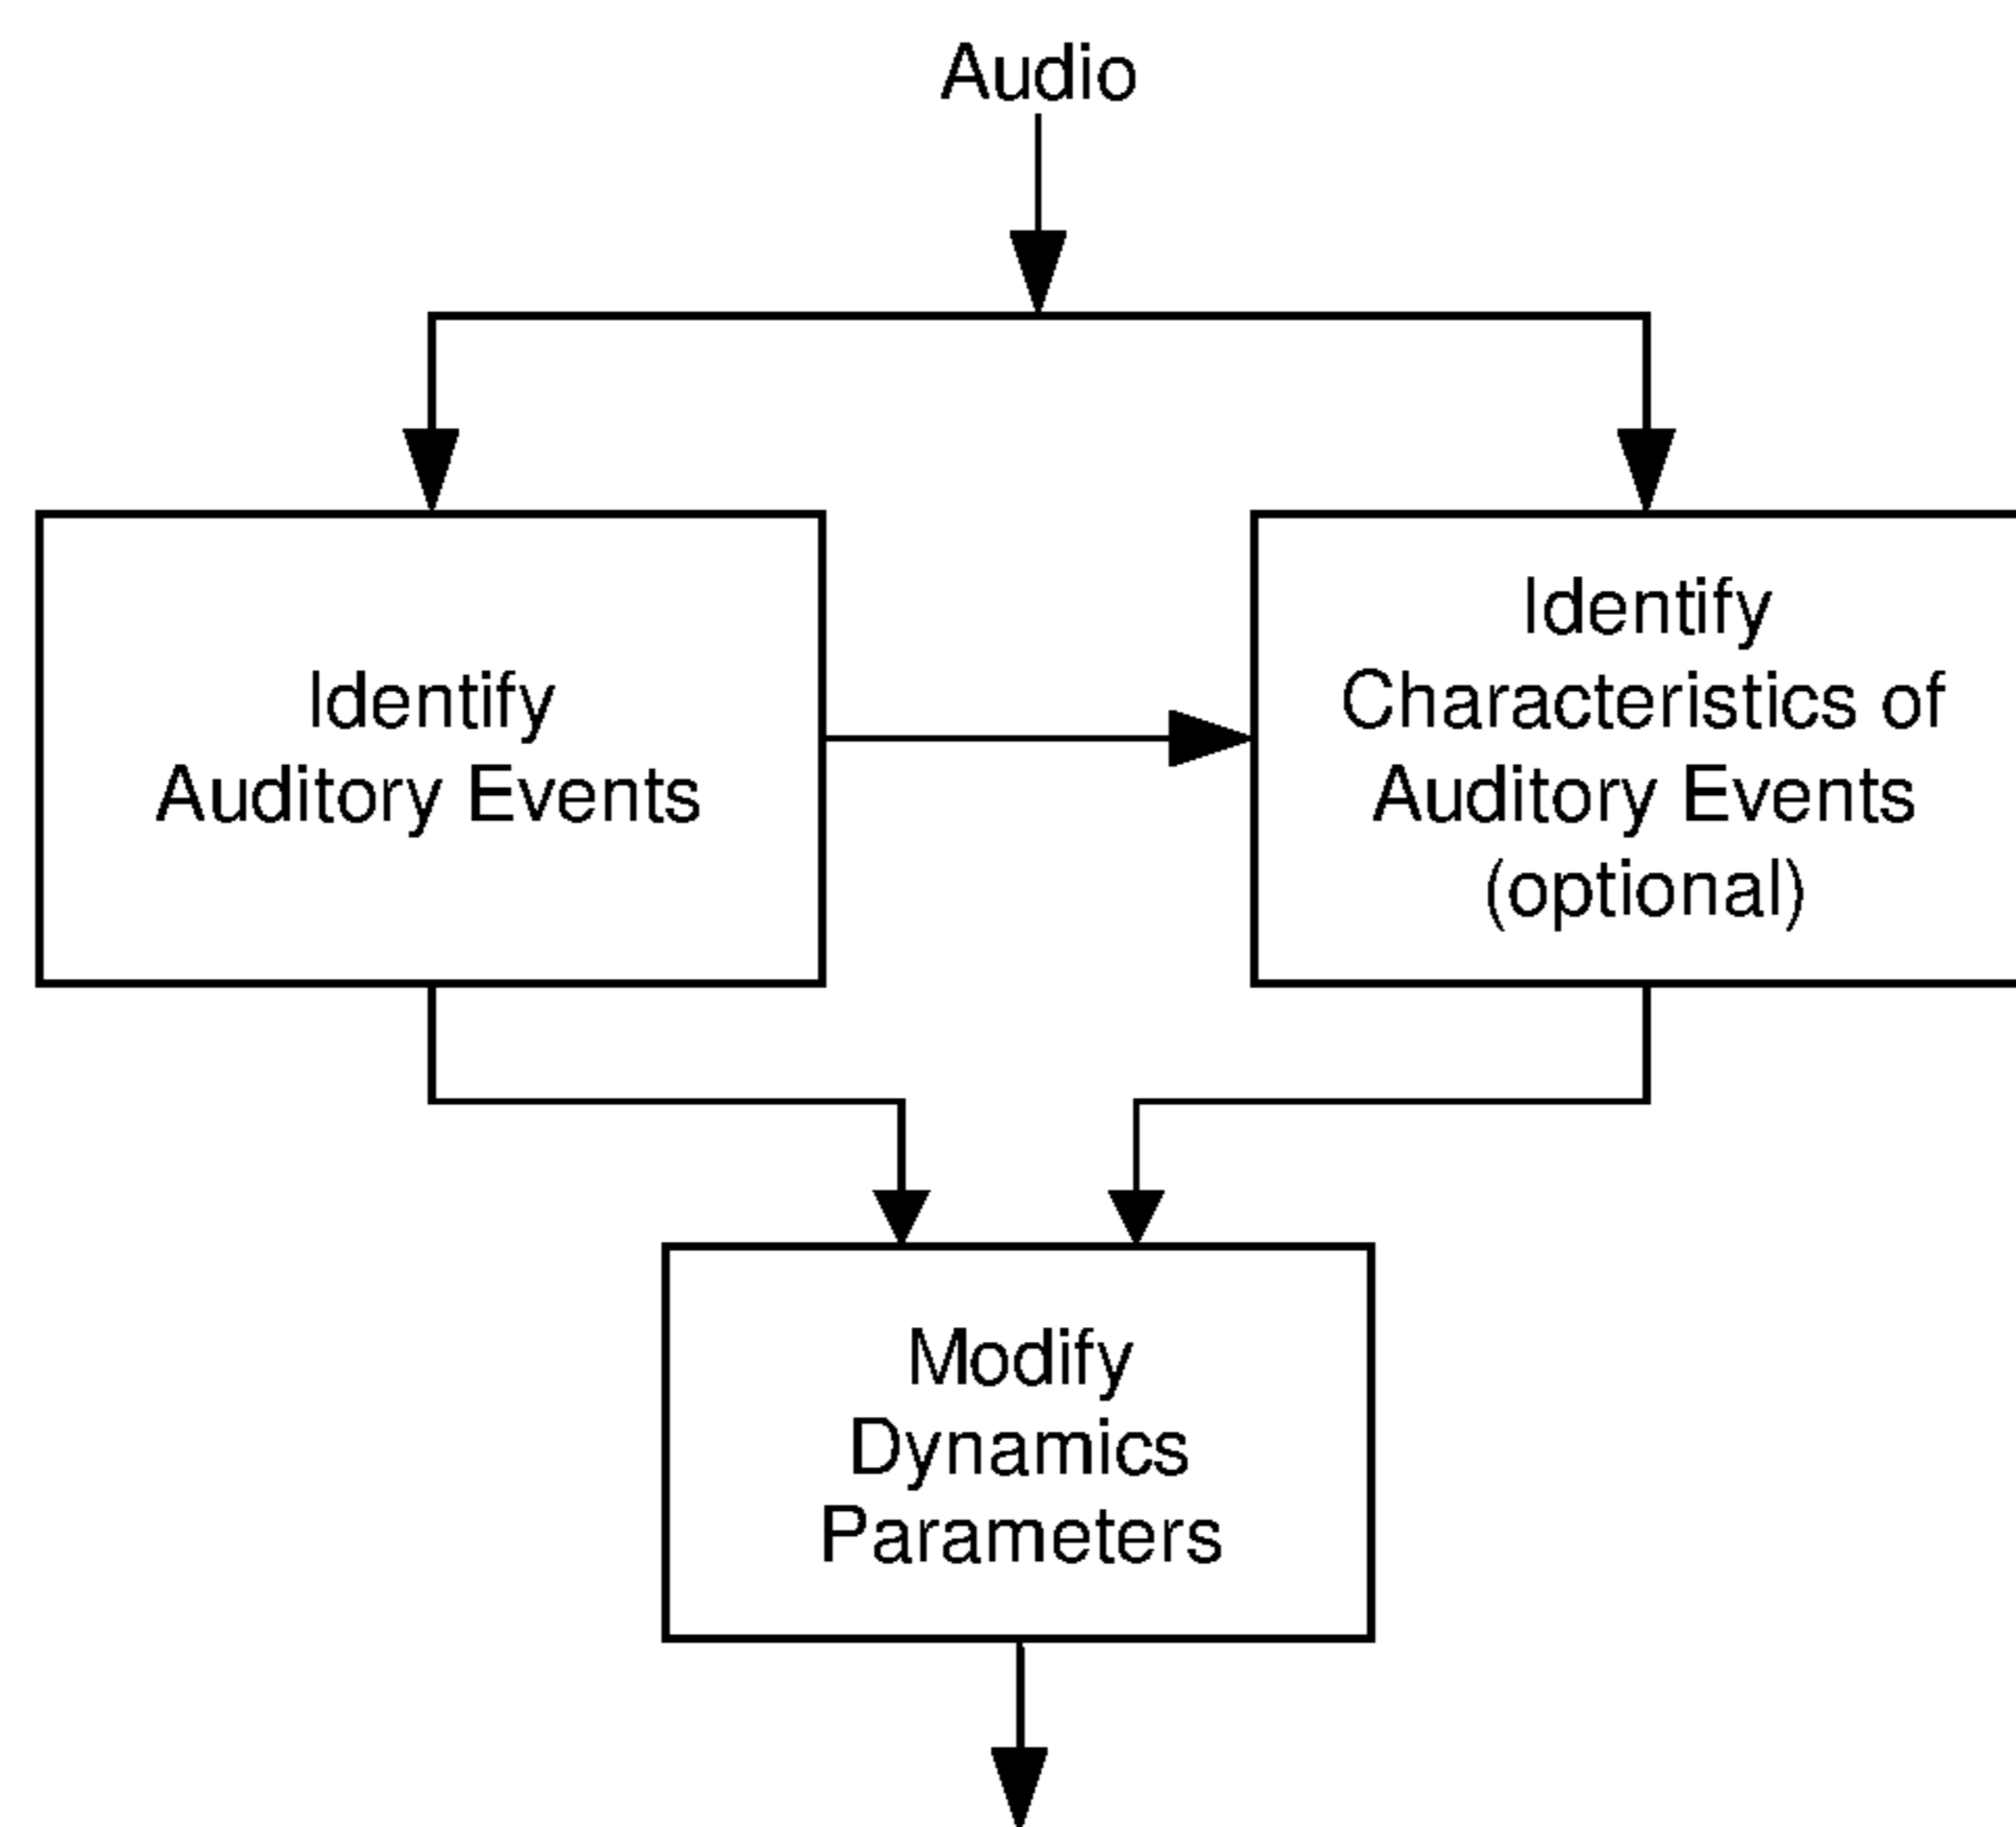 Audio
Identify
Auditory Events
Identify
Characteristics of
Auditory Events
(optional)
Modify
Dynamics
Parameters